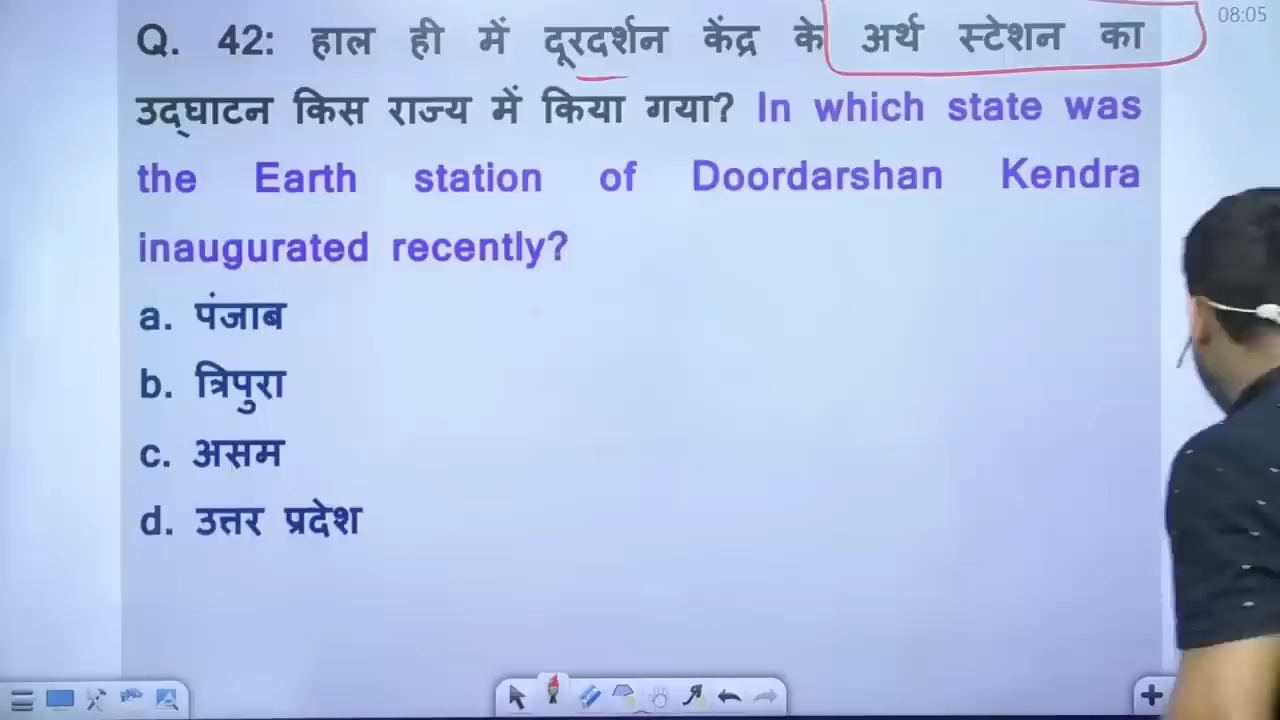 08:05
Q. 42: हाल ही में दूरदर्शन केंद्र के अर्थ स्टेशन का
उद्घाटन किस राज्य में किया गया? In which state was
the Earth station of Doordarshan Kendra
inaugurated recently?
a. पंजाब
b. त्रिपुरा
c. असम
d. उत्तर प्रदेश